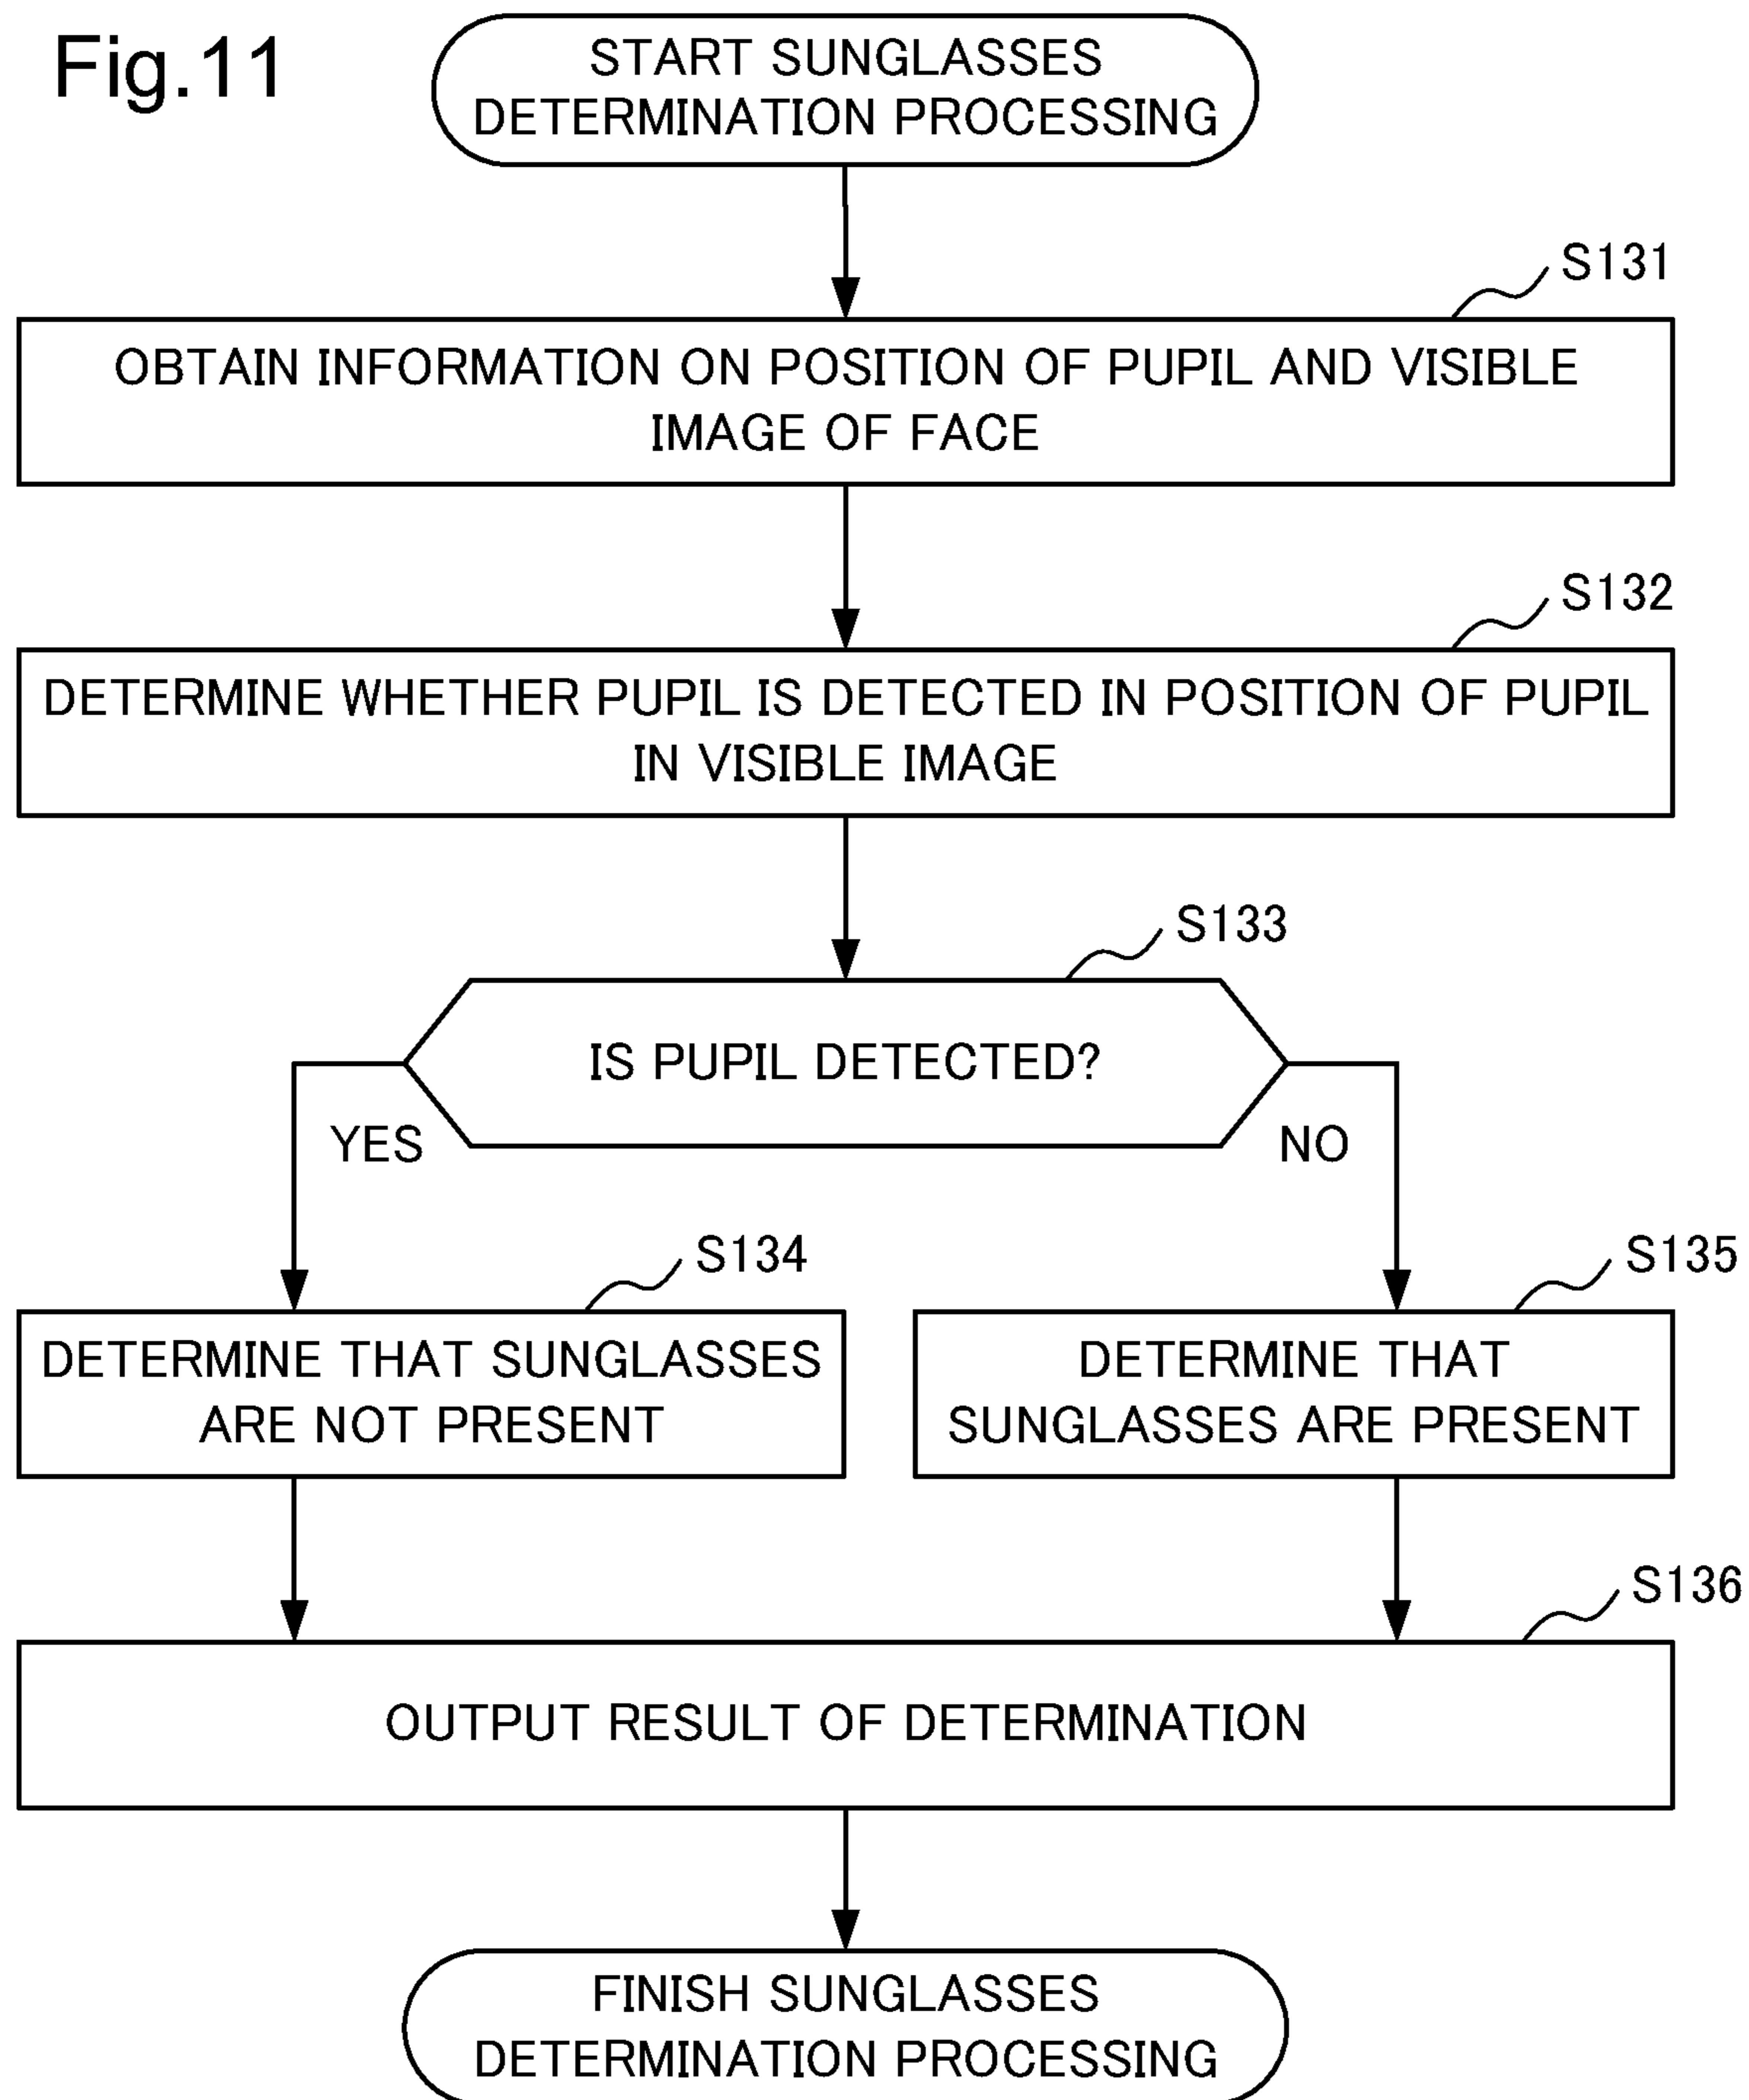 Fig.11
START SUNGLASSES
DETERMINATION PROCESSING
S131
OBTAIN INFORMATION ON POSITION OF PUPIL AND VISIBLE
IMAGE OF FACE
S132
DETERMINE WHETHER PUPIL IS DETECTED IN POSITION OF PUPIL
IN VISIBLE IMAGE
S133
IS PUPIL DETECTED?
YES
NO
S134
DETERMINE THAT SUNGLASSES
ARE NOT PRESENT
S135
DETERMINE THAT
SUNGLASSES ARE PRESENT
S136
OUTPUT RESULT OF DETERMINATION
FINISH SUNGLASSES
DETERMINATION PROCESSING